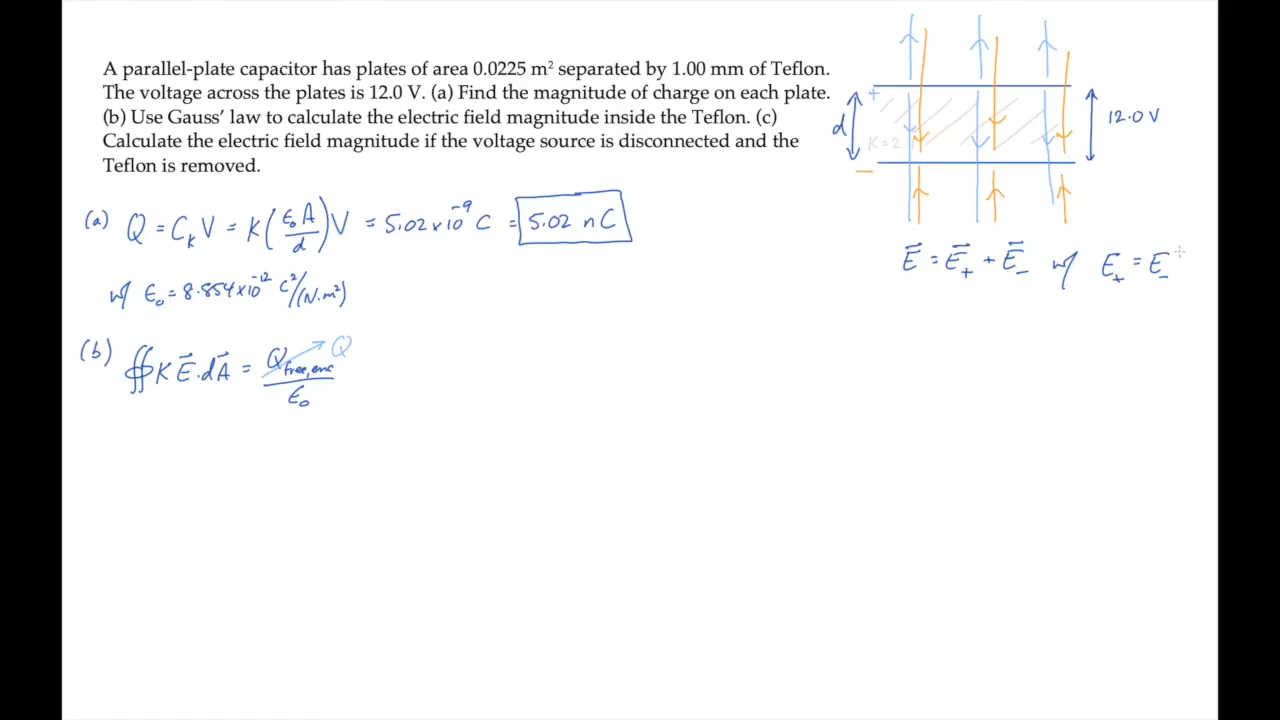 A parallel-plate capacitor has plates of area 0.0225 m² separated by 1.00 mm of Teflon.
The voltage across the plates is 12.0 V. (a) Find the magnitude of charge on each plate.
(b) Use Gauss' law to calculate the electric field magnitude inside the Teflon. (c)
Calculate the electric field magnitude if the voltage source is disconnected and the
Teflon is removed.
+
d
12.0 V
K = 2.
−
(a) Q = C_K V = K(ε₀A/d)V = 5.02×10⁻⁹ C = 5.02 nC
w/ ε₀ = 8.854×10⁻¹² C²/(N·m²)
E⃗ = E⃗₊ + E⃗₋ w/ E₊ = E₋
(b) ∯ K E⃗·dA⃗ = Q_free,enc/ε₀ → Q